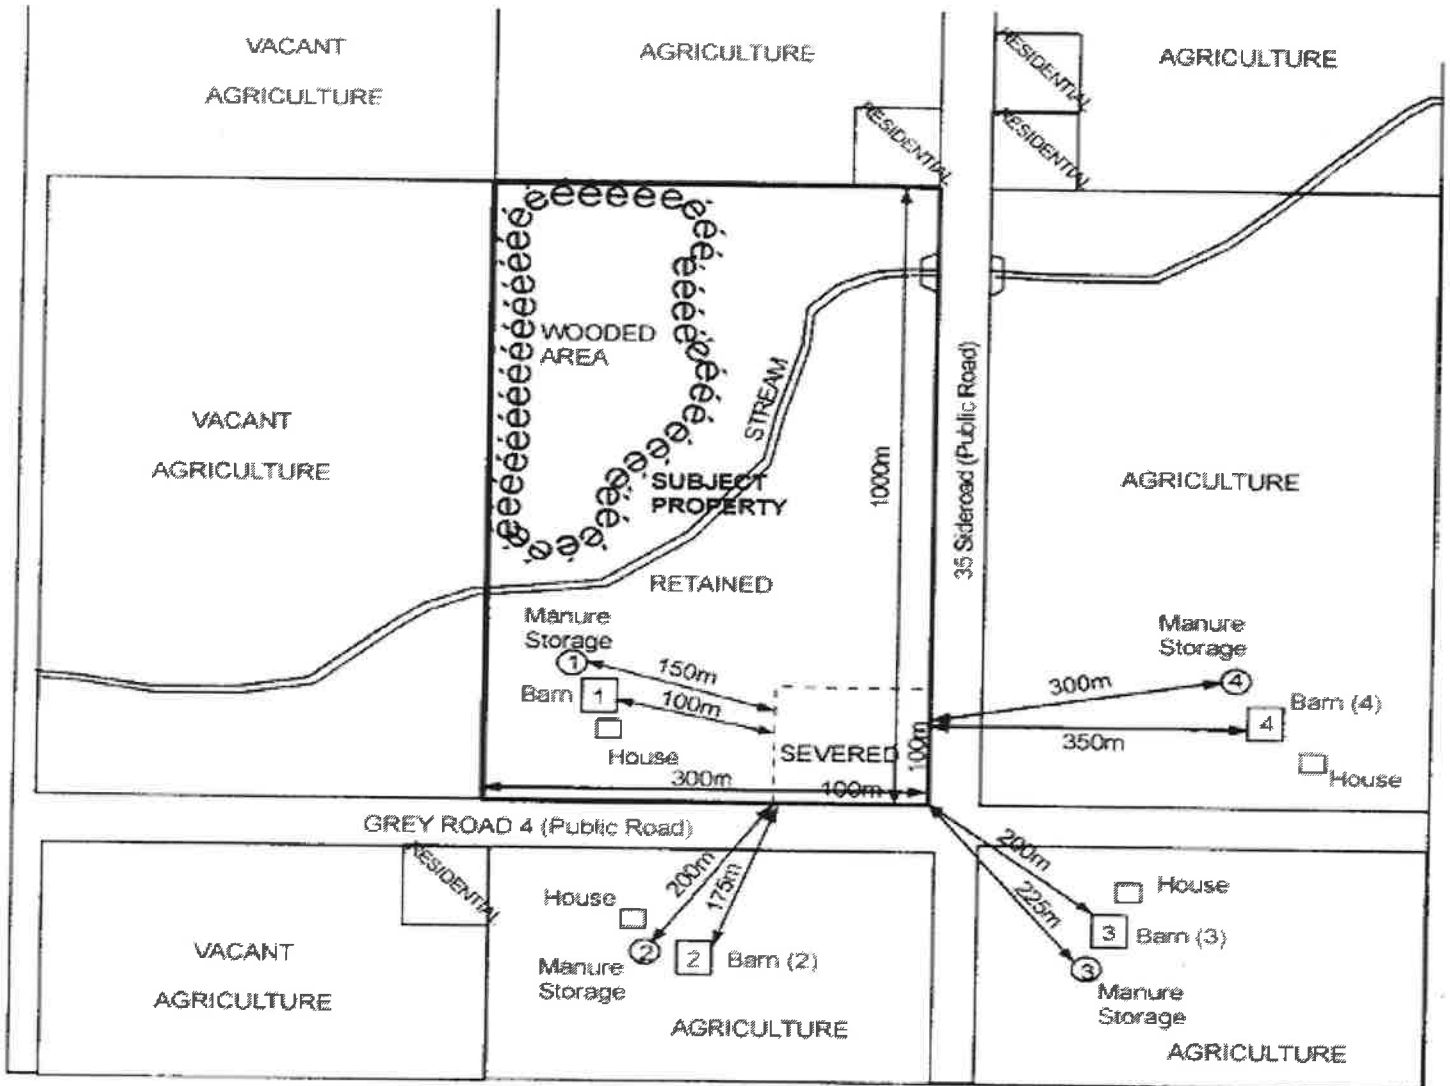 VACANT
AGRICULTURE
AGRICULTURE
RESIDENTIAL
AGRICULTURE
RESIDENTIAL
RESIDENTIAL
WOODED
AREA
STREAM
VACANT
AGRICULTURE
SUBJECT
PROPERTY
1000m
35 Sideroad (Public Road)
AGRICULTURE
RETAINED
Manure
Storage
1
150m
Barn
1
100m
House
SEVERED
100m
300m
100m
Manure
Storage
4
300m
Barn (4)
4
350m
House
GREY ROAD 4 (Public Road)
RESIDENTIAL
VACANT
AGRICULTURE
200m
175m
House
2
2
Barn (2)
Manure
Storage
AGRICULTURE
200m
225m
House
3
Barn (3)
3
Manure
Storage
AGRICULTURE